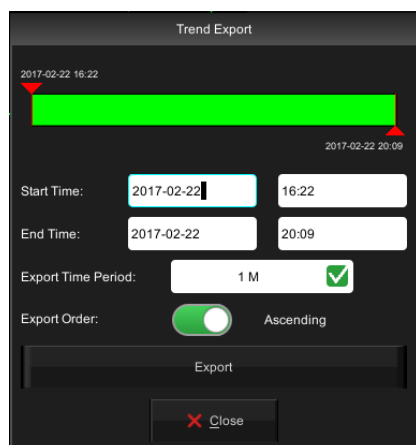 Trend Export
2017-02-22 16:22
2017-02-22 20:09
Start Time: 2017-02-22 16:22
End Time: 2017-02-22 20:09
Export Time Period: 1 M
Export Order: Ascending
Export
Close